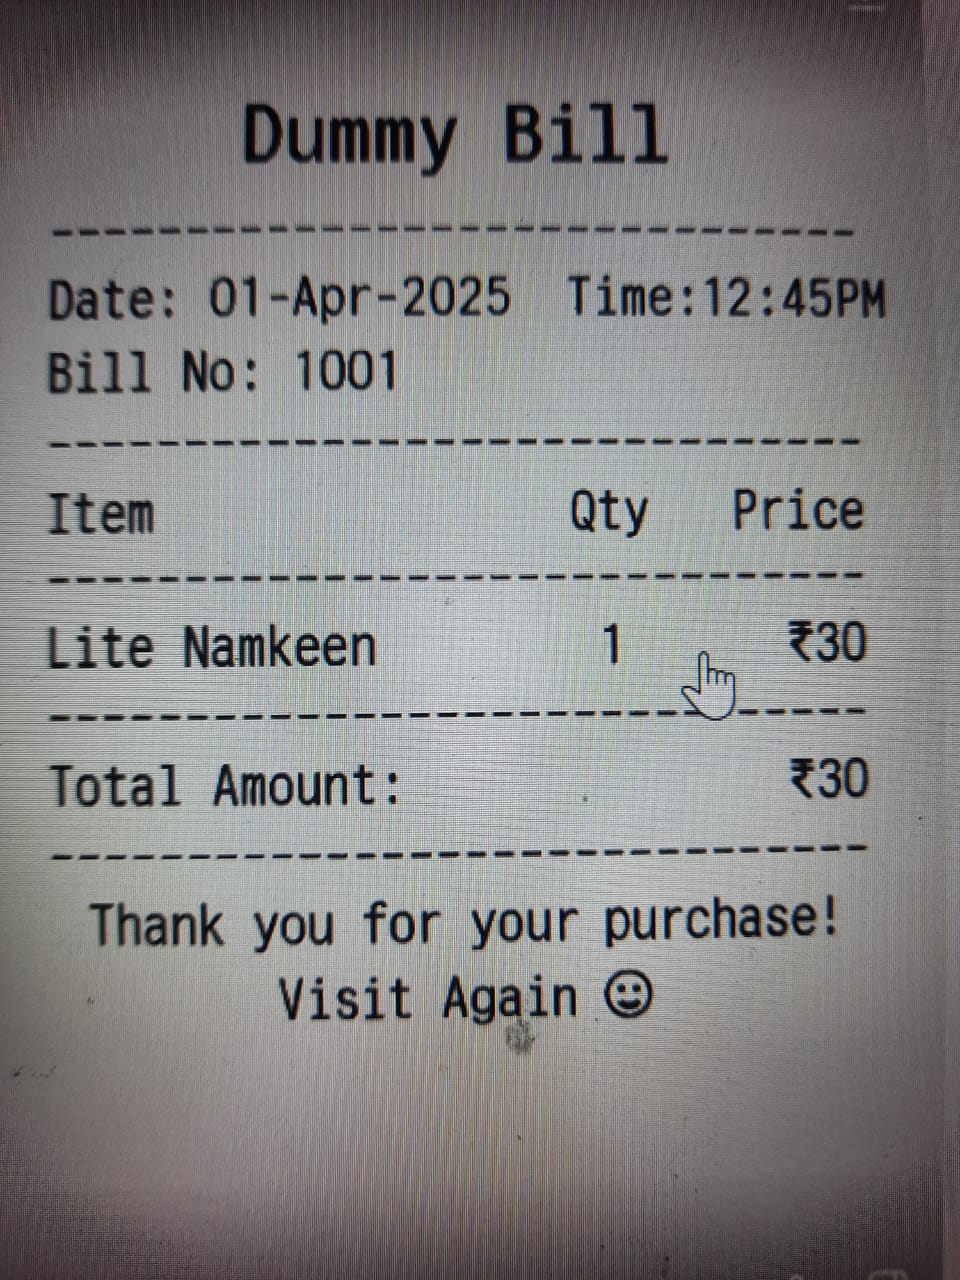 Dummy Bill
--------------------------------
Date: 01-Apr-2025 Time:12:45PM
Bill No: 1001
--------------------------------
Item Qty Price
--------------------------------
Lite Namkeen 1 ₹30
--------------------------------
Total Amount: ₹30
--------------------------------
Thank you for your purchase!
Visit Again ☺